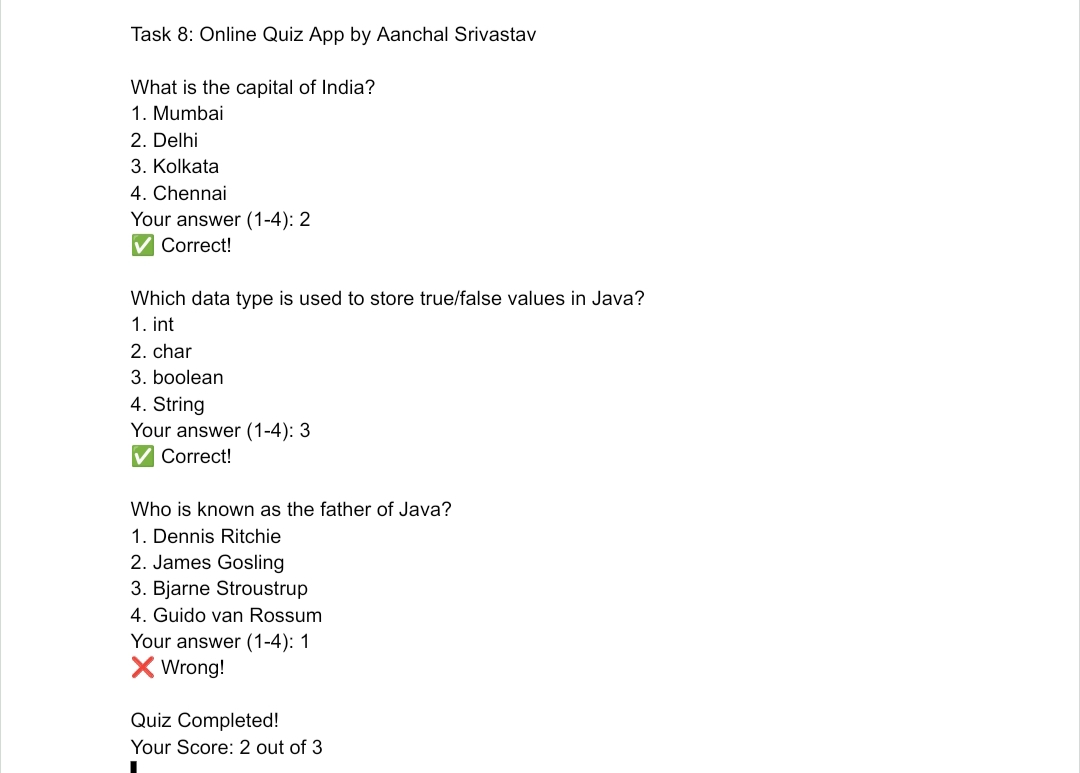 Task 8: Online Quiz App by Aanchal Srivastav
What is the capital of India?
1. Mumbai
2. Delhi
3. Kolkata
4. Chennai
Your answer (1-4): 2
✅ Correct!
Which data type is used to store true/false values in Java?
1. int
2. char
3. boolean
4. String
Your answer (1-4): 3
✅ Correct!
Who is known as the father of Java?
1. Dennis Ritchie
2. James Gosling
3. Bjarne Stroustrup
4. Guido van Rossum
Your answer (1-4): 1
❌ Wrong!
Quiz Completed!
Your Score: 2 out of 3